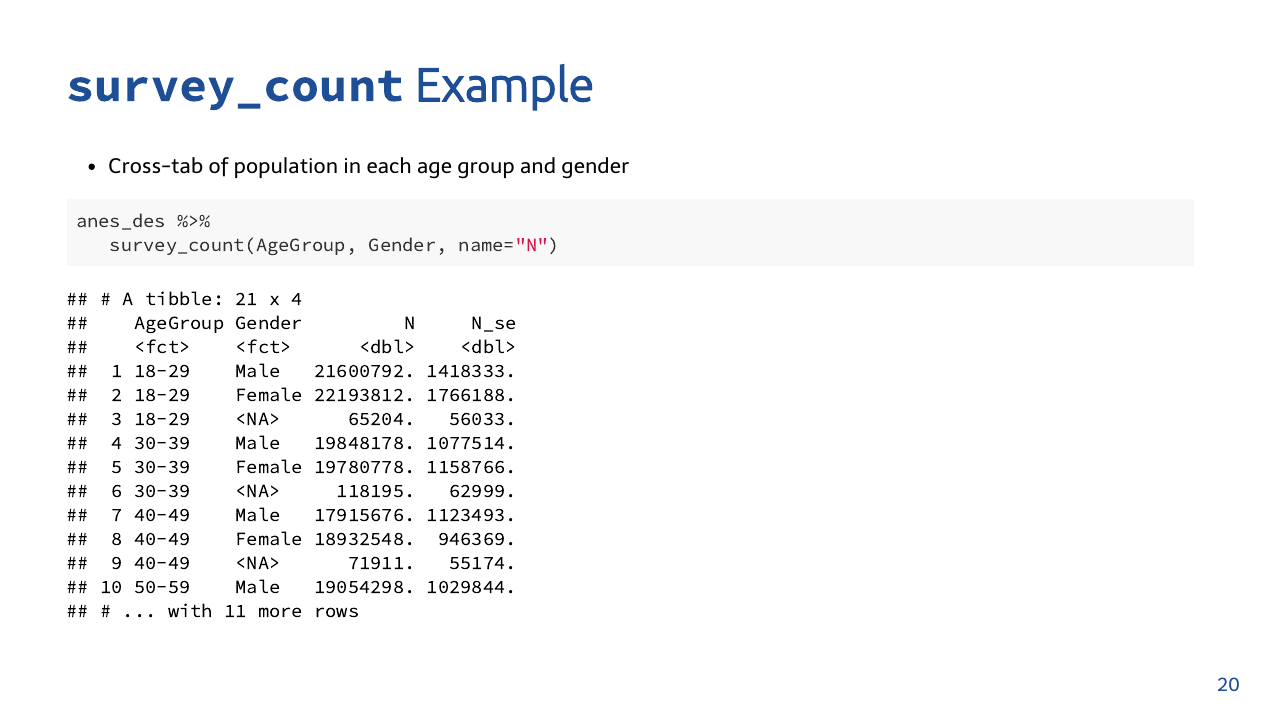 survey_count Example
• Cross-tab of population in each age group and gender
anes_des %>%
   survey_count(AgeGroup, Gender, name="N")
## # A tibble: 21 x 4
##    AgeGroup Gender         N     N_se
##    <fct>    <fct>      <dbl>    <dbl>
##  1 18-29    Male   21600792. 1418333.
##  2 18-29    Female 22193812. 1766188.
##  3 18-29    <NA>      65204.   56033.
##  4 30-39    Male   19848178. 1077514.
##  5 30-39    Female 19780778. 1158766.
##  6 30-39    <NA>     118195.   62999.
##  7 40-49    Male   17915676. 1123493.
##  8 40-49    Female 18932548.  946369.
##  9 40-49    <NA>      71911.   55174.
## 10 50-59    Male   19054298. 1029844.
## # ... with 11 more rows
20